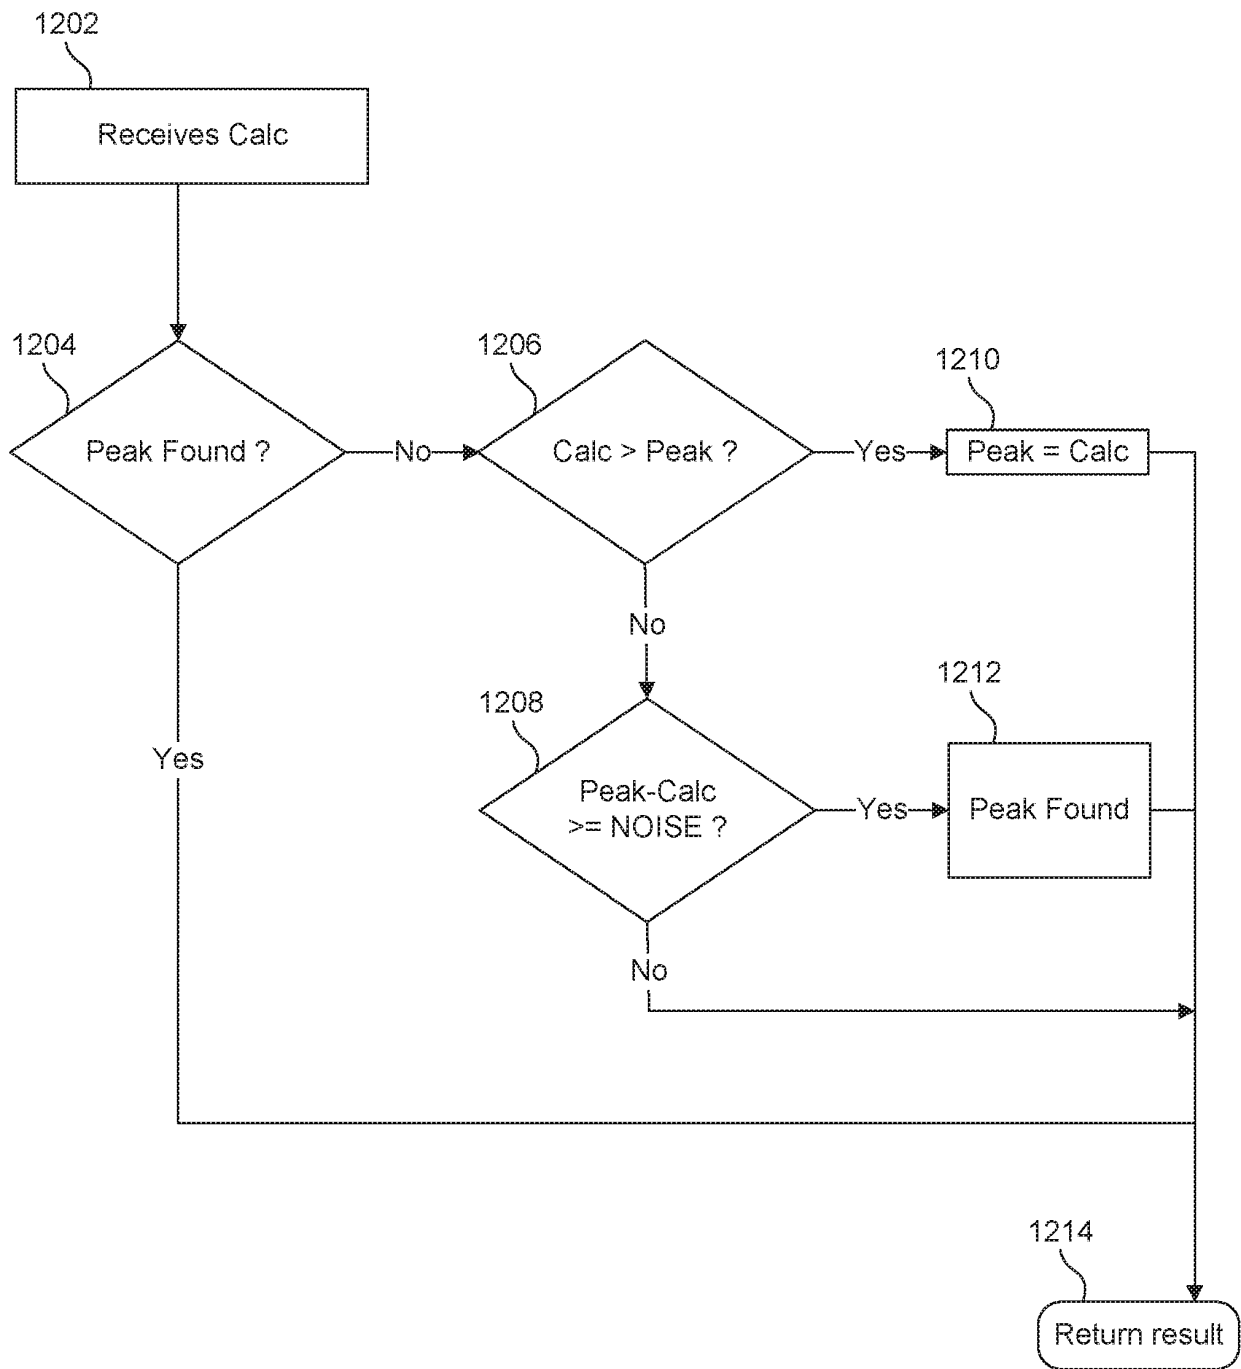 1202
Receives Calc
1204
Peak Found ?
No
1206
Calc > Peak ?
Yes
1210
Peak = Calc
No
1208
Peak-Calc
>= NOISE ?
Yes
1212
Peak Found
No
Yes
1214
Return result